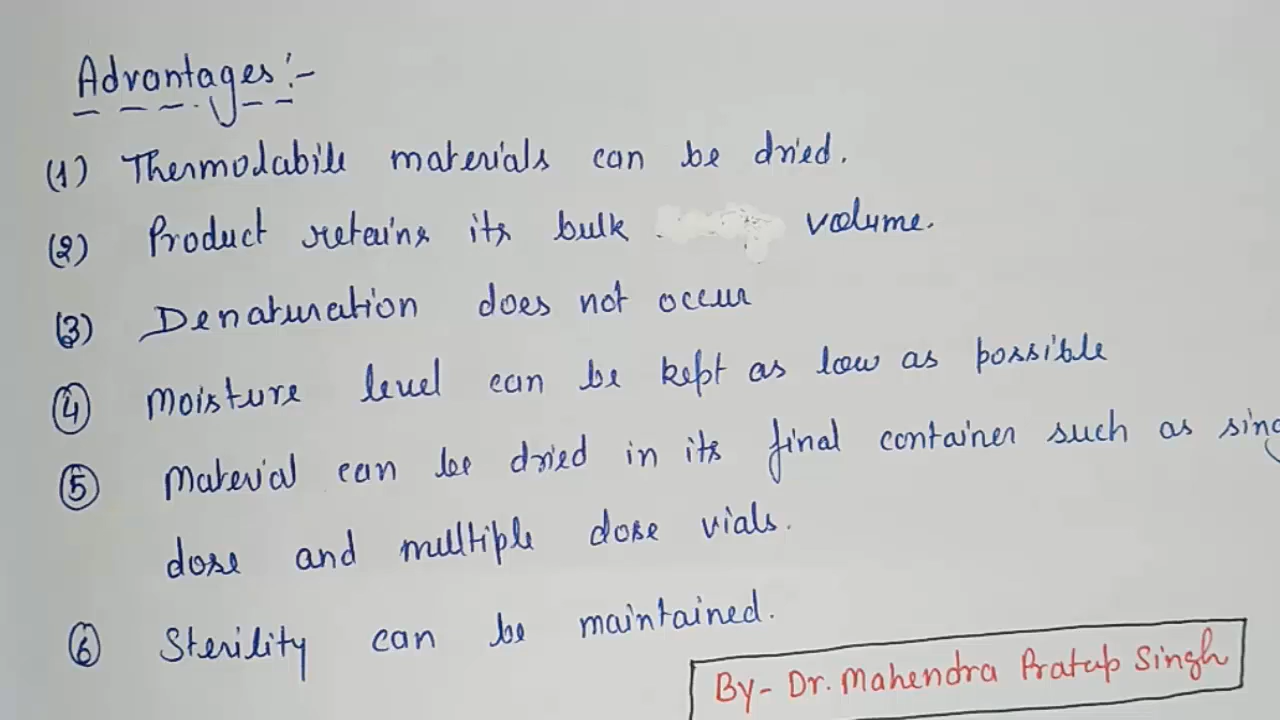 Advantages:-
(1) Thermolabile materials can be dried.
(2) Product retains its bulk volume.
(3) Denaturation does not occur
(4) Moisture level can be kept as low as possible
(5) Material can be dried in its final container such as sing
dose and multiple dose vials.
(6) Sterility can be maintained.
By- Dr. Mahendra Pratap Singh